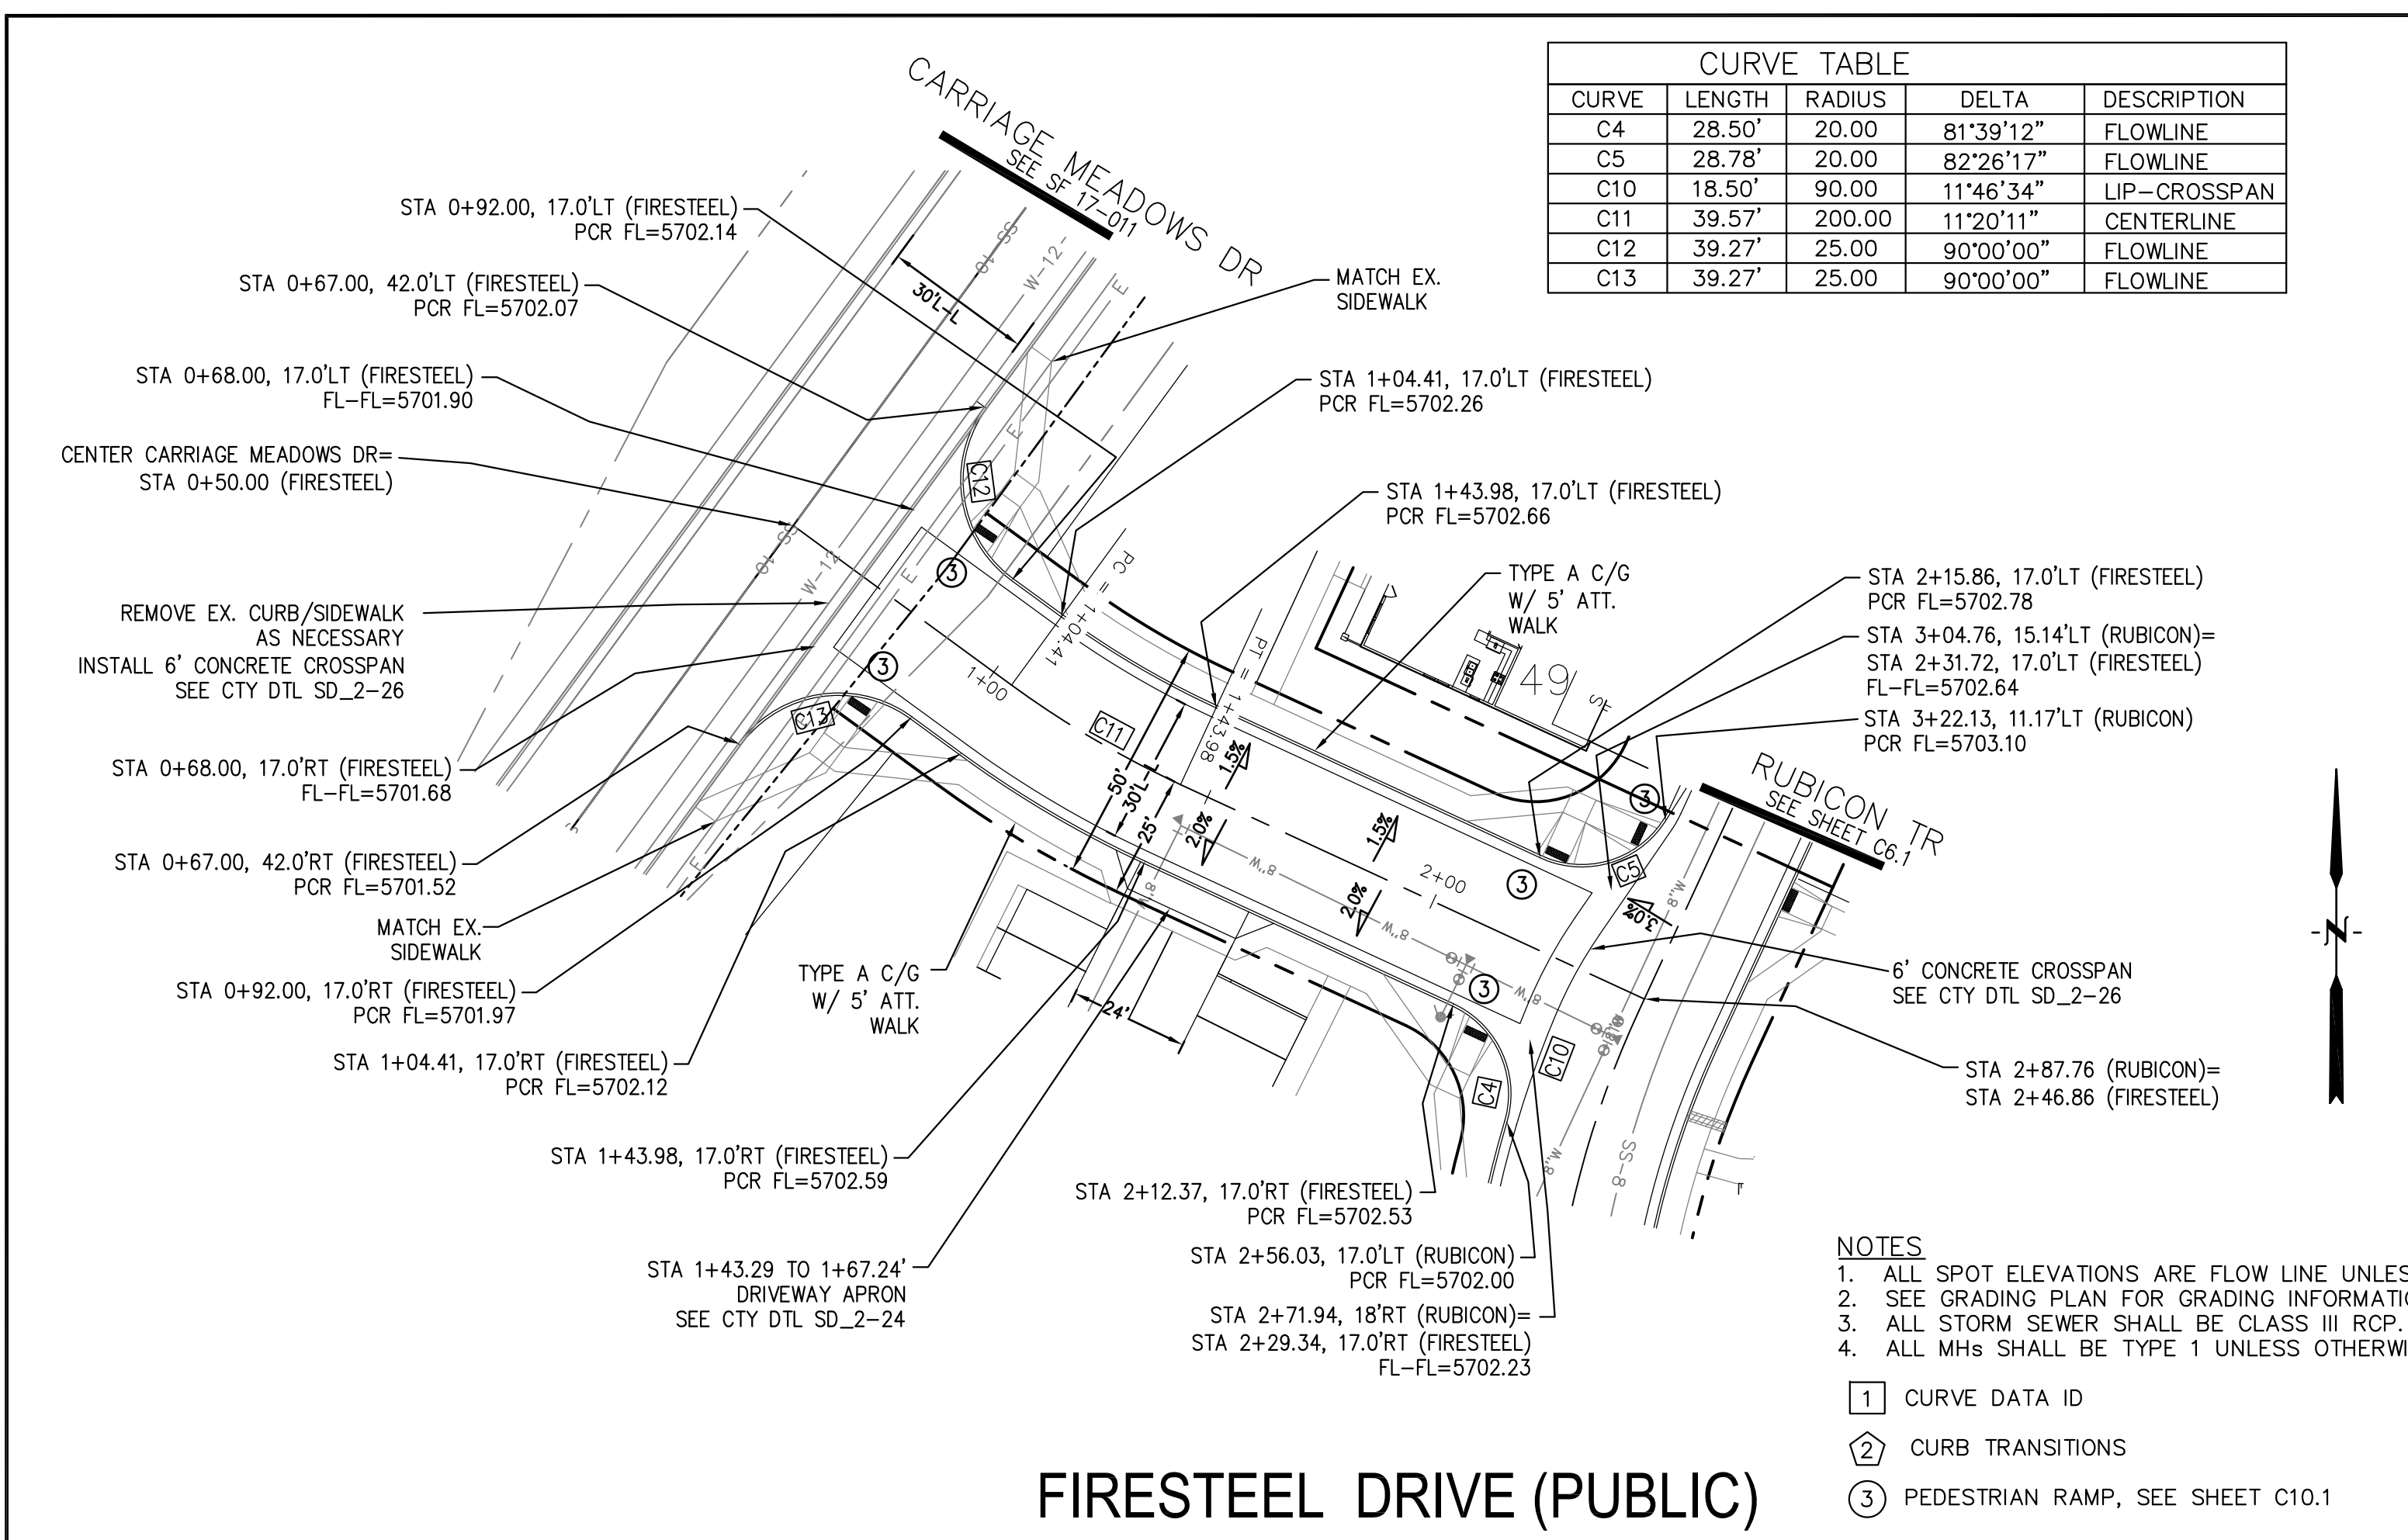 CURVE TABLE
CURVE LENGTH RADIUS DELTA DESCRIPTION
C4 28.50' 20.00 81°39'12" FLOWLINE
C5 28.78' 20.00 82°26'17" FLOWLINE
C10 18.50' 90.00 11°46'34" LIP-CROSSPAN
C11 39.57' 200.00 11°20'11" CENTERLINE
C12 39.27' 25.00 90°00'00" FLOWLINE
C13 39.27' 25.00 90°00'00" FLOWLINE
CARRIAGE MEADOWS DR
SEE SF 17-011
STA 0+92.00, 17.0'LT (FIRESTEEL)
PCR FL=5702.14
STA 0+67.00, 42.0'LT (FIRESTEEL)
PCR FL=5702.07
STA 0+68.00, 17.0'LT (FIRESTEEL)
FL-FL=5701.90
CENTER CARRIAGE MEADOWS DR=
STA 0+50.00 (FIRESTEEL)
REMOVE EX. CURB/SIDEWALK
AS NECESSARY
INSTALL 6' CONCRETE CROSSPAN
SEE CTY DTL SD_2-26
STA 0+68.00, 17.0'RT (FIRESTEEL)
FL-FL=5701.68
STA 0+67.00, 42.0'RT (FIRESTEEL)
PCR FL=5701.52
MATCH EX.
SIDEWALK
STA 0+92.00, 17.0'RT (FIRESTEEL)
PCR FL=5701.97
STA 1+04.41, 17.0'RT (FIRESTEEL)
PCR FL=5702.12
STA 1+43.98, 17.0'RT (FIRESTEEL)
PCR FL=5702.59
STA 1+43.29 TO 1+67.24'
DRIVEWAY APRON
SEE CTY DTL SD_2-24
TYPE A C/G
W/ 5' ATT.
WALK
MATCH EX.
SIDEWALK
STA 1+04.41, 17.0'LT (FIRESTEEL)
PCR FL=5702.26
STA 1+43.98, 17.0'LT (FIRESTEEL)
PCR FL=5702.66
TYPE A C/G
W/ 5' ATT.
WALK
STA 2+15.86, 17.0'LT (FIRESTEEL)
PCR FL=5702.78
STA 3+04.76, 15.14'LT (RUBICON)=
STA 2+31.72, 17.0'LT (FIRESTEEL)
FL-FL=5702.64
STA 3+22.13, 11.17'LT (RUBICON)
PCR FL=5703.10
RUBICON TR
SEE SHEET C6.1
6' CONCRETE CROSSPAN
SEE CTY DTL SD_2-26
STA 2+87.76 (RUBICON)=
STA 2+46.86 (FIRESTEEL)
STA 2+12.37, 17.0'RT (FIRESTEEL)
PCR FL=5702.53
STA 2+56.03, 17.0'LT (RUBICON)
PCR FL=5702.00
STA 2+71.94, 18'RT (RUBICON)=
STA 2+29.34, 17.0'RT (FIRESTEEL)
FL-FL=5702.23
30'L-L
SS
10
W-12
E
E
E
C12
3
SS
10
W-12
E
3
C13
E
PC = 1+04.41
1+00
C11
PT = 1+43.98
50'
30'L-L
25'
1.5%
2.0%
8"W
1.5%
2.0%
2+00
8"W
8"W
24'
49
SF
3
3
C5
3.0%
8"W
3
C4
C10
8"W
8"W
SS-8
N
NOTES
1. ALL SPOT ELEVATIONS ARE FLOW LINE
2. SEE GRADING PLAN FOR GRADING
3. ALL STORM SEWER SHALL BE CLASS III RCP.
4. ALL MHs SHALL BE TYPE 1 UNLESS
1 CURVE DATA ID
2 CURB TRANSITIONS
3 PEDESTRIAN RAMP, SEE SHEET C10.1
FIRESTEEL DRIVE (PUBLIC)